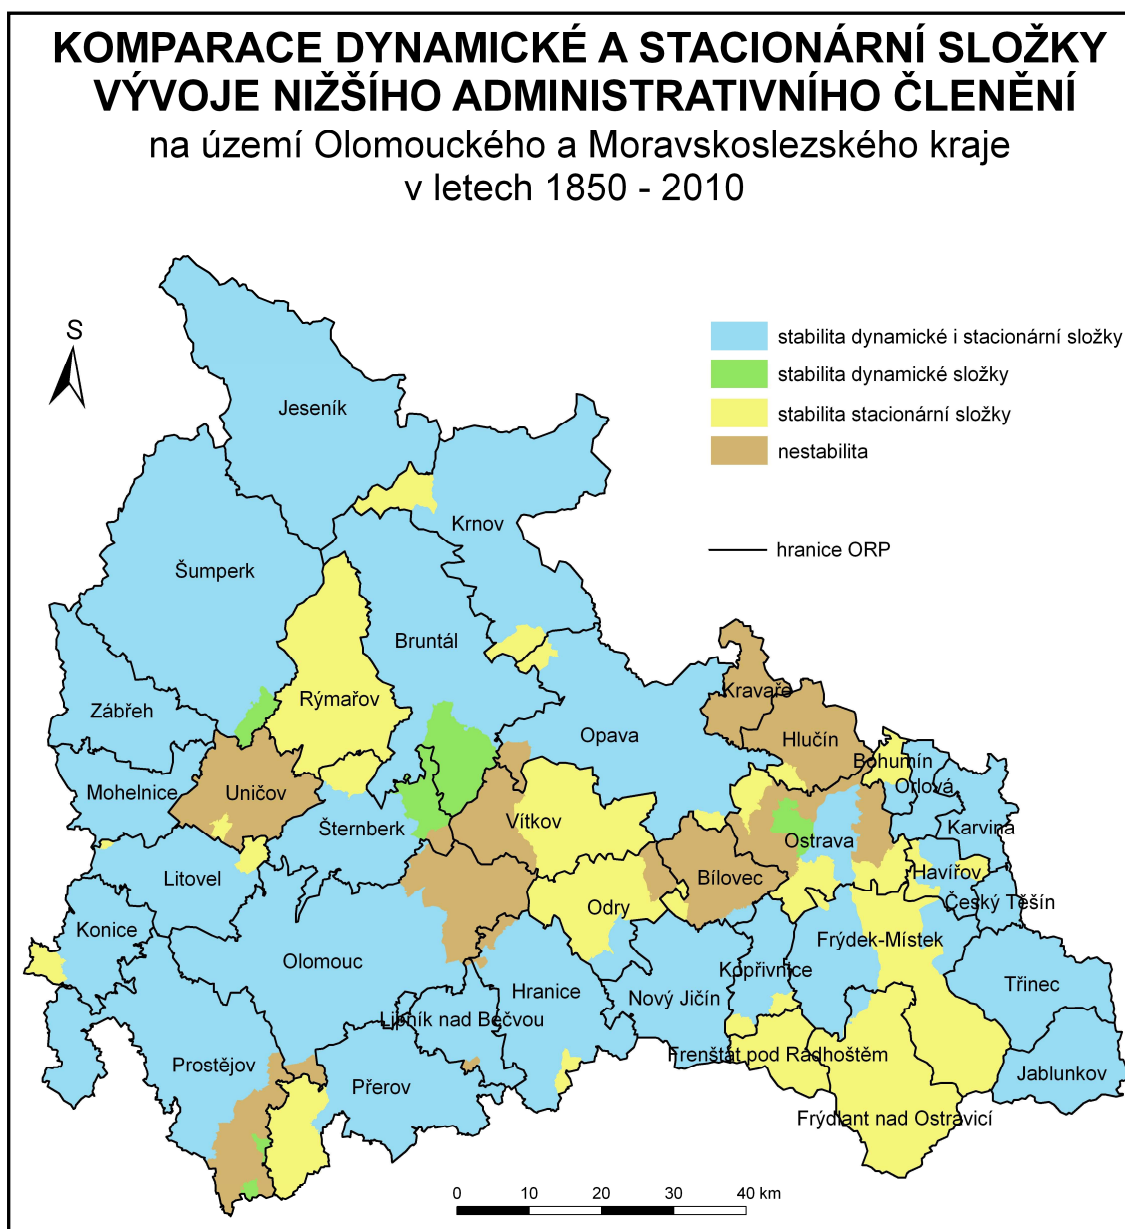 KOMPARACE DYNAMICKÉ A STACIONÁRNÍ SLOŽKY
VÝVOJE NIŽŠÍHO ADMINISTRATIVNÍHO ČLENĚNÍ
na území Olomouckého a Moravskoslezského kraje
v letech 1850 - 2010
S
stabilita dynamické i stacionární složky
stabilita dynamické složky
stabilita stacionární složky
nestabilita
hranice ORP
Jeseník
Krnov
Šumperk
Bruntál
Rýmařov
Kravaře
Zábřeh
Opava
Hlučín
Bohumín
Orlová
Mohelnice
Uničov
Šternberk
Vítkov
Ostrava
Karviná
Litovel
Bílovec
Havířov
Český Těšín
Konice
Odry
Frýdek-Místek
Olomouc
Kopřivnice
Hranice
Nový Jičín
Třinec
Lipník nad Bečvou
Prostějov
Frenštát pod Radhoštěm
Přerov
Jablunkov
Frýdlant nad Ostravicí
0 10 20 30 40 km